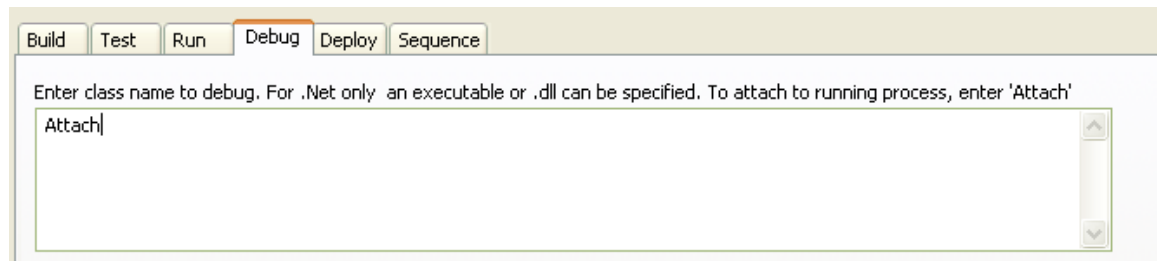 Build Test Run Debug Deploy Sequence
Enter class name to debug. For .Net only  an executable or .dll can be specified. To attach to running process, enter 'Attach'
Attach